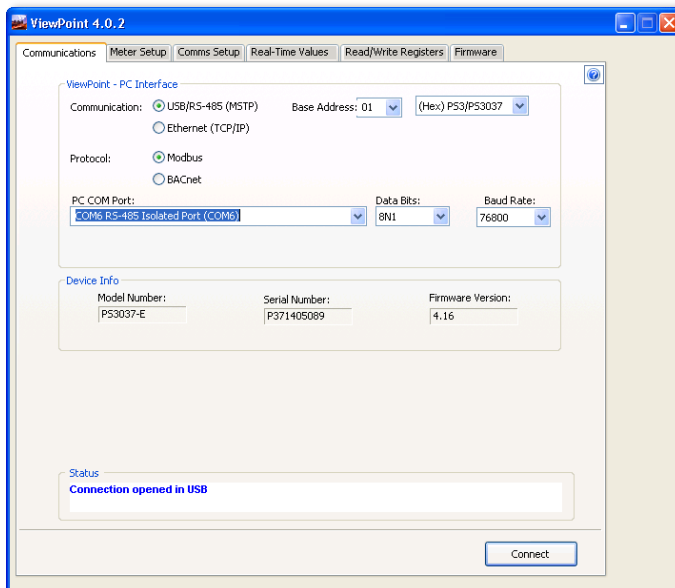 ViewPoint 4.0.2
Communications Meter Setup Comms Setup Real-Time Values Read/Write Registers Firmware
ViewPoint - PC Interface
Communication: USB/RS-485 (MSTP) Base Address: 01 (Hex) PS3/PS3037
Ethernet (TCP/IP)
Protocol: Modbus
BACnet
PC COM Port: Data Bits: Baud Rate:
COM6 RS-485 Isolated Port (COM6) 8N1 76800
Device Info
Model Number: Serial Number: Firmware Version:
PS3037-E P371405089 4.16
Status
Connection opened in USB
Connect